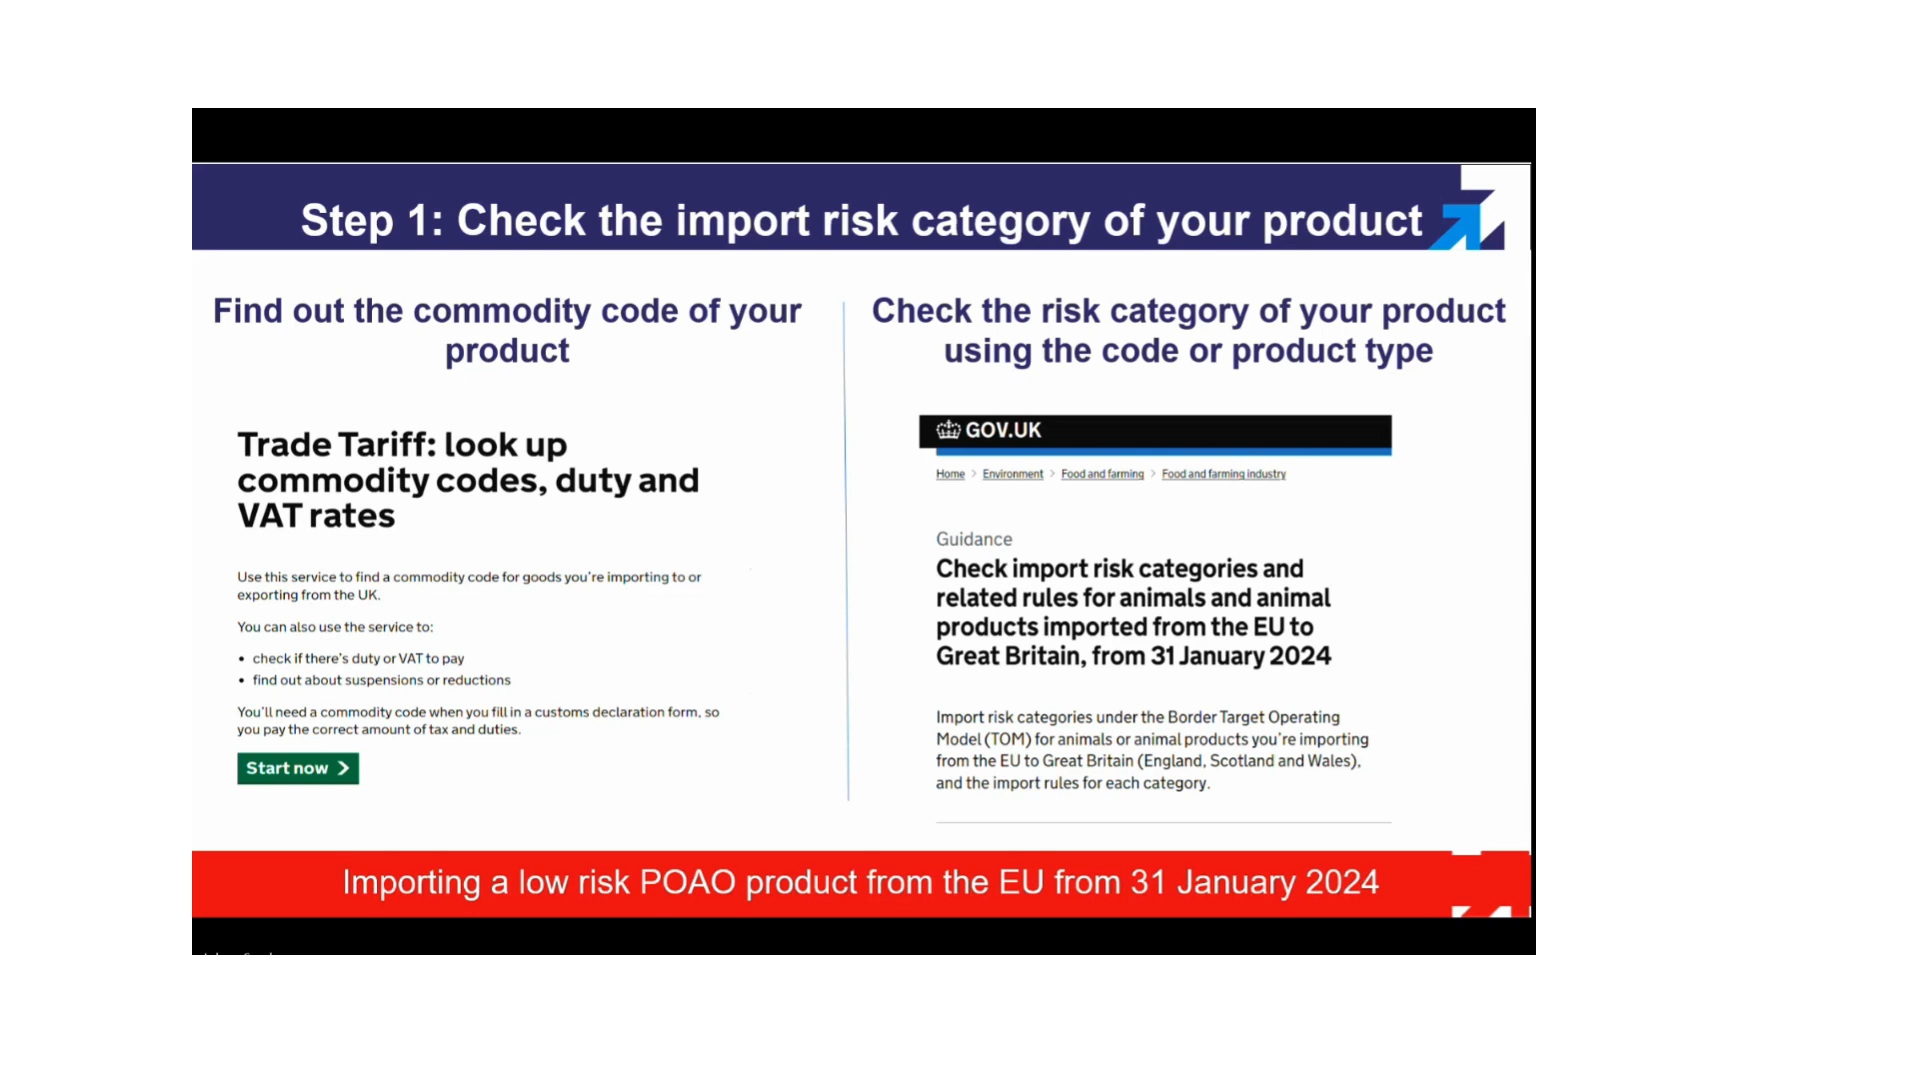 Step 1: Check the import risk category of your product
Find out the commodity code of your
product
Trade Tariff: look up
commodity codes, duty and
VAT rates
Use this service to find a commodity code for goods you're importing to or
exporting from the UK.
You can also use the service to:
• check if there's duty or VAT to pay
• find out about suspensions or reductions
You'll need a commodity code when you fill in a customs declaration form, so
you pay the correct amount of tax and duties.
Start now >
Check the risk category of your product
using the code or product type
GOV.UK
Home > Environment > Food and farming > Food and farming industry
Guidance
Check import risk categories and
related rules for animals and animal
products imported from the EU to
Great Britain, from 31 January 2024
Import risk categories under the Border Target Operating
Model (TOM) for animals or animal products you're importing
from the EU to Great Britain (England, Scotland and Wales),
and the import rules for each category.
Importing a low risk POAO product from the EU from 31 January 2024